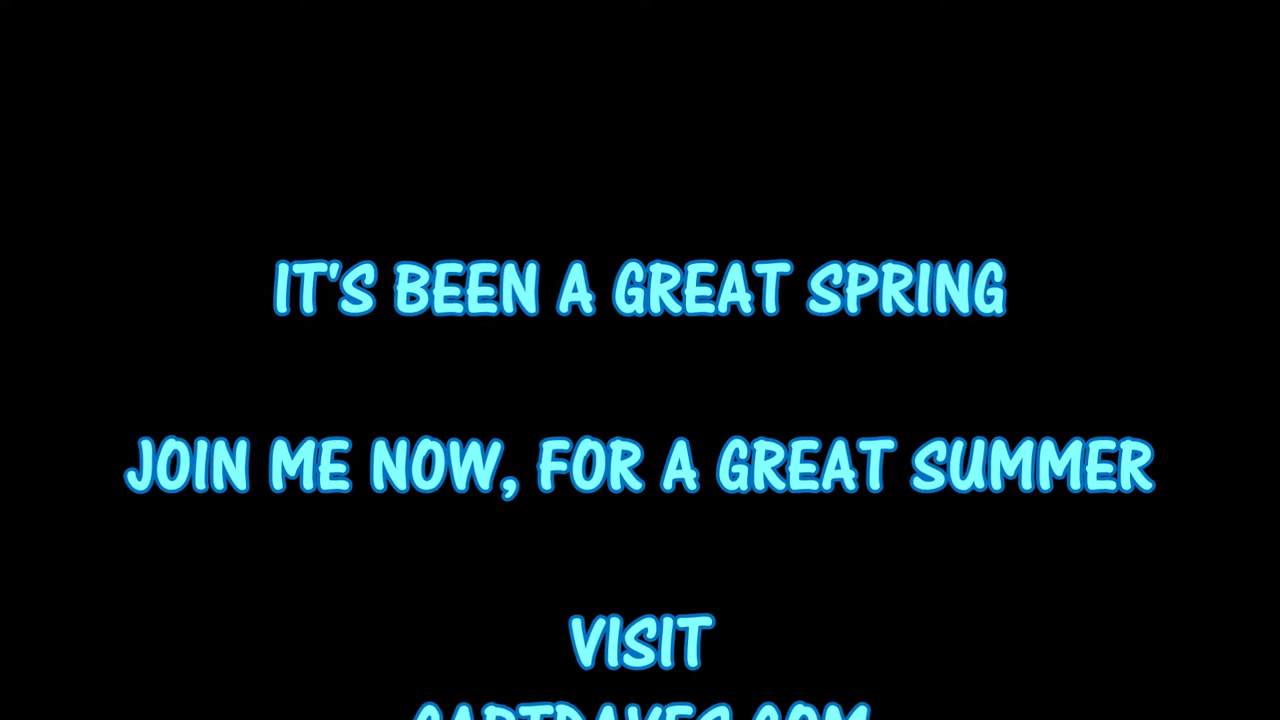 IT'S BEEN A GREAT SPRING
JOIN ME NOW, FOR A GREAT SUMMER
VISIT